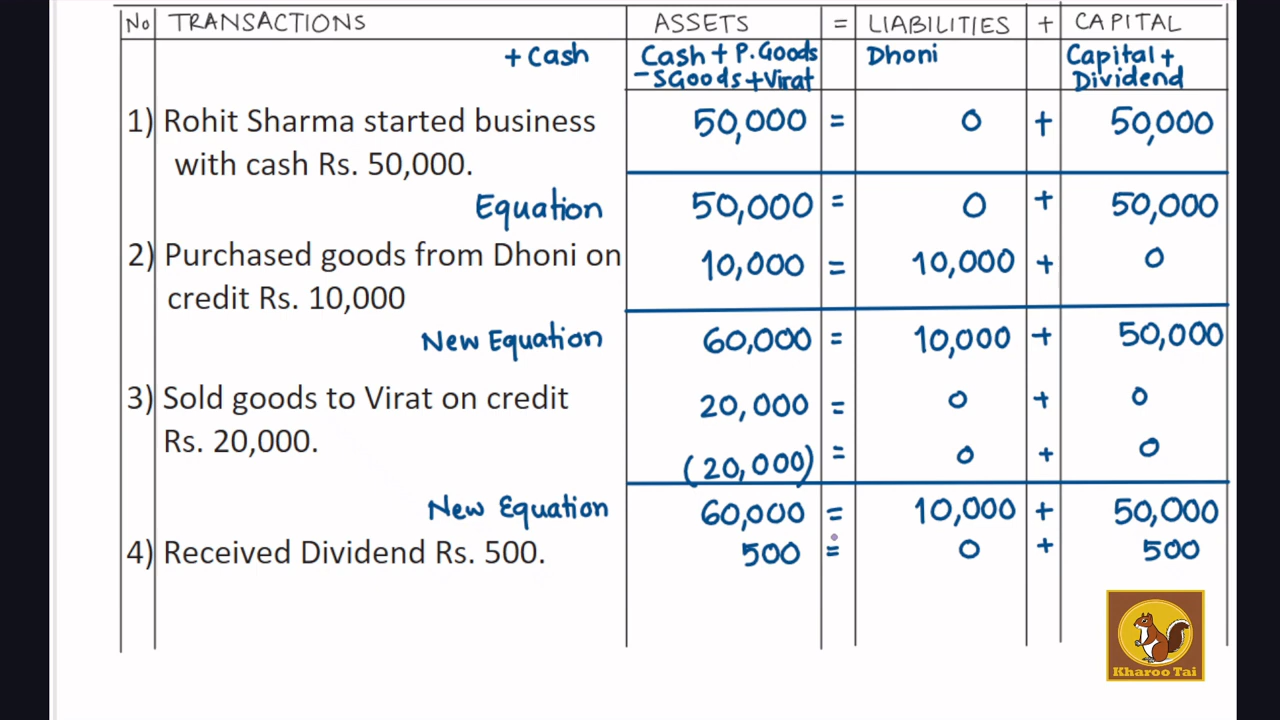 No TRANSACTIONS ASSETS = LIABILITIES + CAPITAL
+ Cash Cash + P. Goods Dhoni Capital +
- SGoods + Virat Dividend
1) Rohit Sharma started business 50,000 = 0 + 50,000
with cash Rs. 50,000.
Equation 50,000 = 0 + 50,000
2) Purchased goods from Dhoni on 10,000 = 10,000 + 0
credit Rs. 10,000
New Equation 60,000 = 10,000 + 50,000
3) Sold goods to Virat on credit 20,000 = 0 + 0
Rs. 20,000.
(20,000) = 0 + 0
New Equation 60,000 = 10,000 + 50,000
4) Received Dividend Rs. 500. 500 = 0 + 500
Kharoo Tai